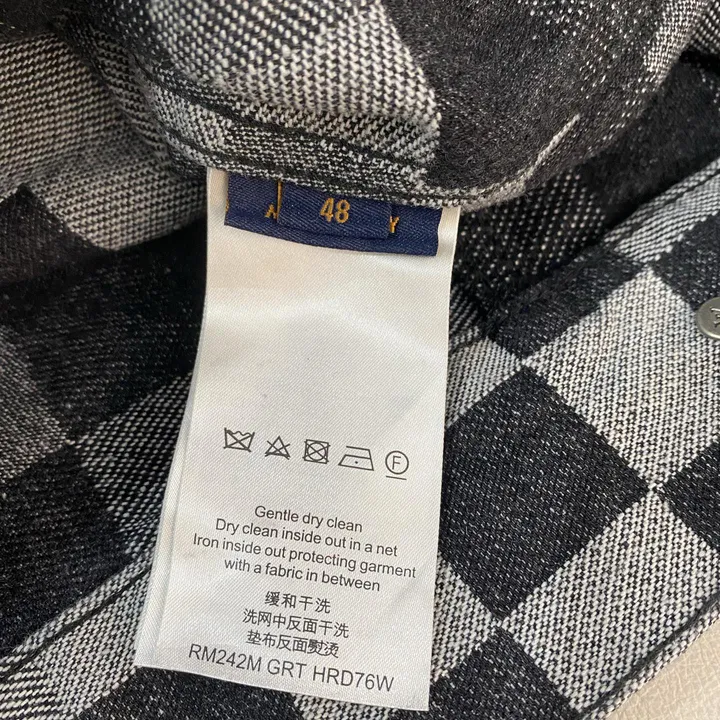 48
Y
F
Gentle dry clean
Dry clean inside out in a net
Iron inside out protecting garment
with a fabric in between
缓和干洗
洗网中反面干洗
垫布反面熨烫
RM242M GRT HRD76W